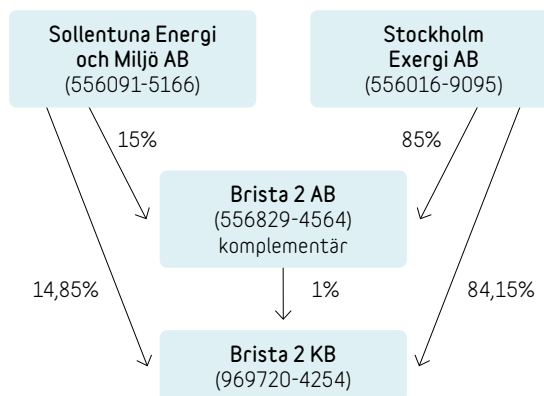 Sollentuna Energi
och Miljö AB
(556091-5166)
Stockholm
Exergi AB
(556016-9095)
15%
85%
Brista 2 AB
(556829-4564)
komplementär
14,85%
1%
84,15%
Brista 2 KB
(969720-4254)